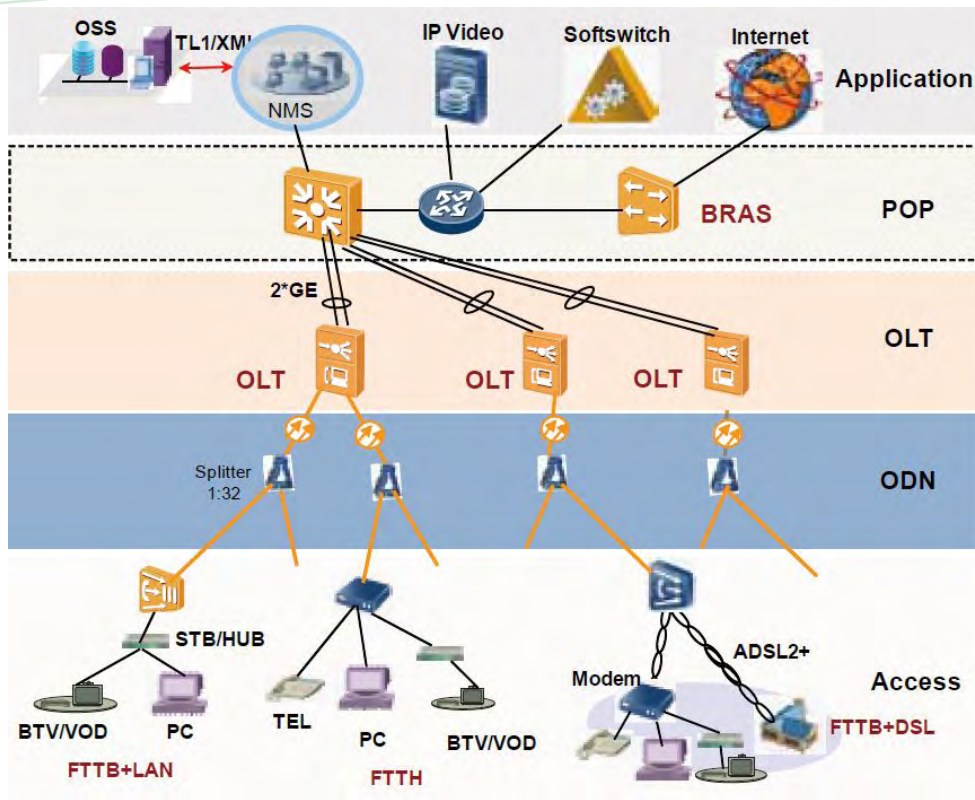 OSS
TL1/XML
NMS
IP Video
Softswitch
Internet
Application
BRAS
POP
2*GE
OLT
OLT
OLT
OLT
Splitter
1:32
ODN
STB/HUB
BTV/VOD
PC
FTTB+LAN
TEL
PC
BTV/VOD
FTTH
ADSL2+
Modem
Access
FTTB+DSL